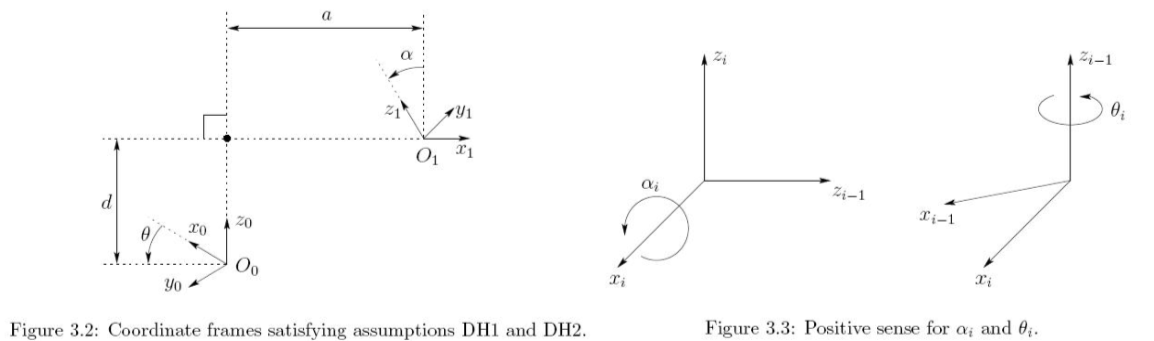 a
α
z₁
y₁
O₁
x₁
d
θ
x₀
z₀
y₀
O₀
Figure 3.2: Coordinate frames satisfying assumptions DH1 and DH2.
zᵢ
αᵢ
zᵢ₋₁
xᵢ
zᵢ₋₁
θᵢ
xᵢ₋₁
xᵢ
Figure 3.3: Positive sense for αᵢ and θᵢ.